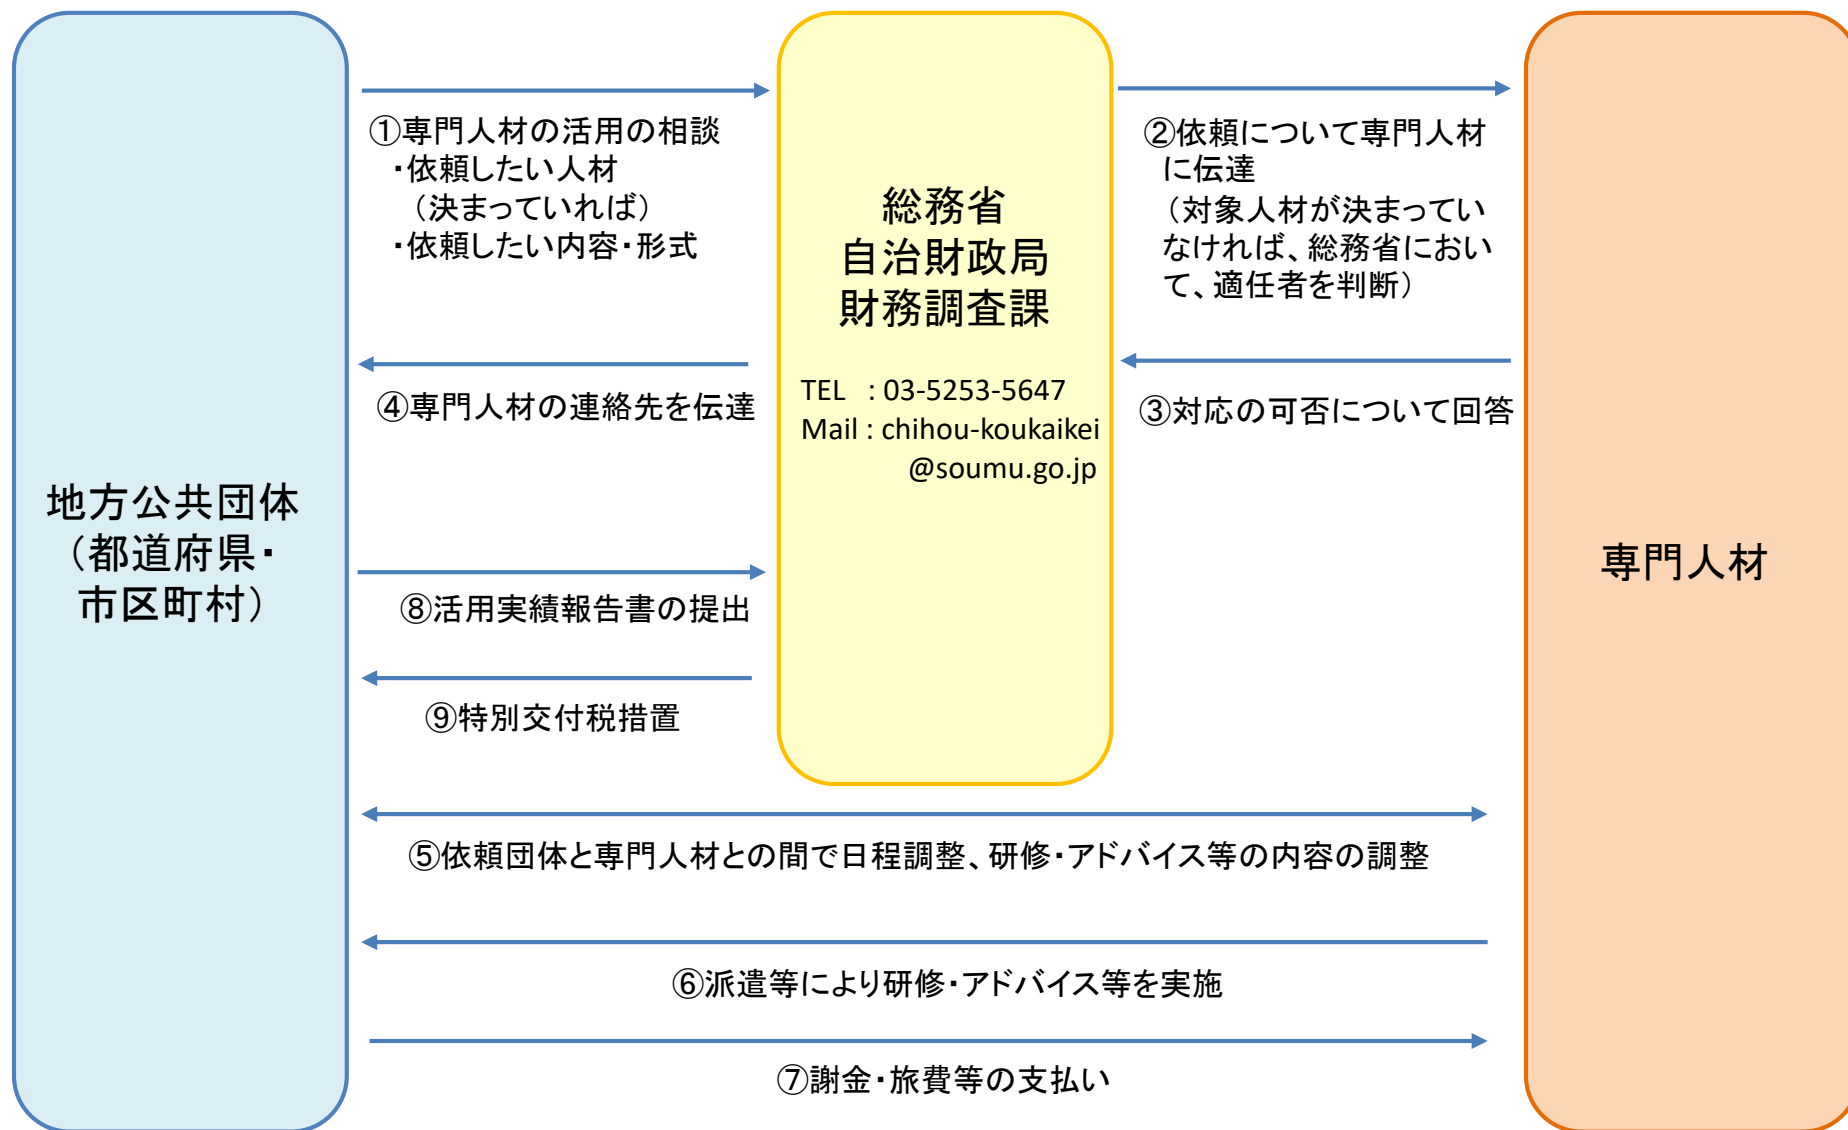 ①専門人材の活用の相談
・依頼したい人材
（決まっていれば）
・依頼したい内容・形式
②依頼について専門人材
に伝達
（対象人材が決まってい
なければ、総務省におい
て、適任者を判断）
総務省
自治財政局
財務調査課
TEL : 03-5253-5647
Mail : chihou-koukaikei
@soumu.go.jp
④専門人材の連絡先を伝達
③対応の可否について回答
地方公共団体
（都道府県・
市区町村）
専門人材
⑧活用実績報告書の提出
⑨特別交付税措置
⑤依頼団体と専門人材との間で日程調整、研修・アドバイス等の内容の調整
⑥派遣等により研修・アドバイス等を実施
⑦謝金・旅費等の支払い